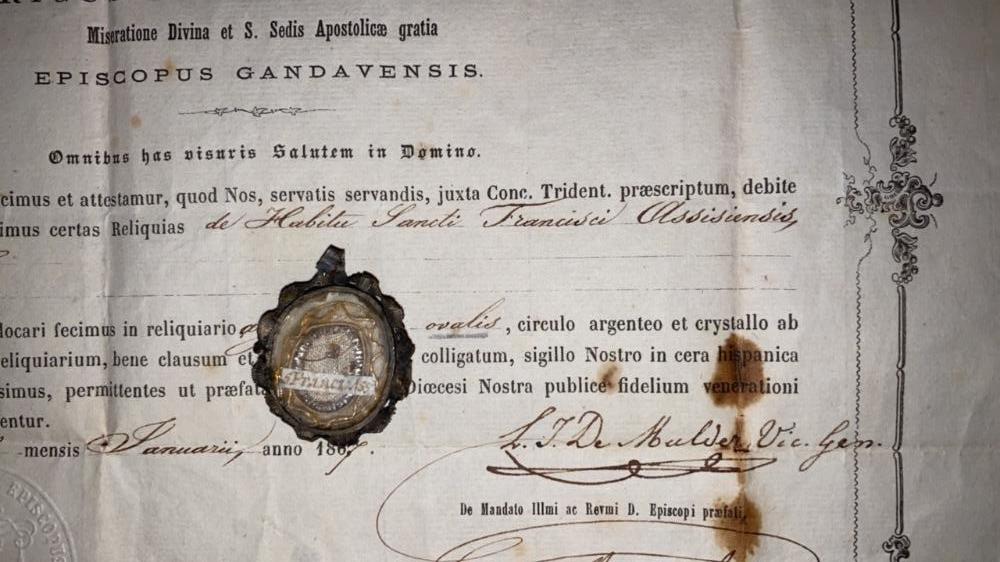 Miseratione Divina et S. Sedis Apostolicæ gratia
EPISCOPUS GANDAVENSIS.
Omnibus has visuris Salutem in Domino.
cimus et attestamur, quod Nos, servatis servandis, juxta Conc. Trident. præscriptum, debite
imus certas Reliquias de Habitu Sancti Francisci Assisiensis,
locari fecimus in reliquiario ovalis, circulo argenteo et crystallo ab
eliquiarium, bene clausum et colligatum, sigillo Nostro in cera hispanica
simus, permittentes ut præfat Diœcesi Nostra publice fidelium venerationi
entur.
S. Francis. Ass
mensis Januarii, anno 186
L. J. De Mulder Vic. Gen.
De Mandato Illmi ac Revmi D. Episcopi præfati,
EPISCOPUS